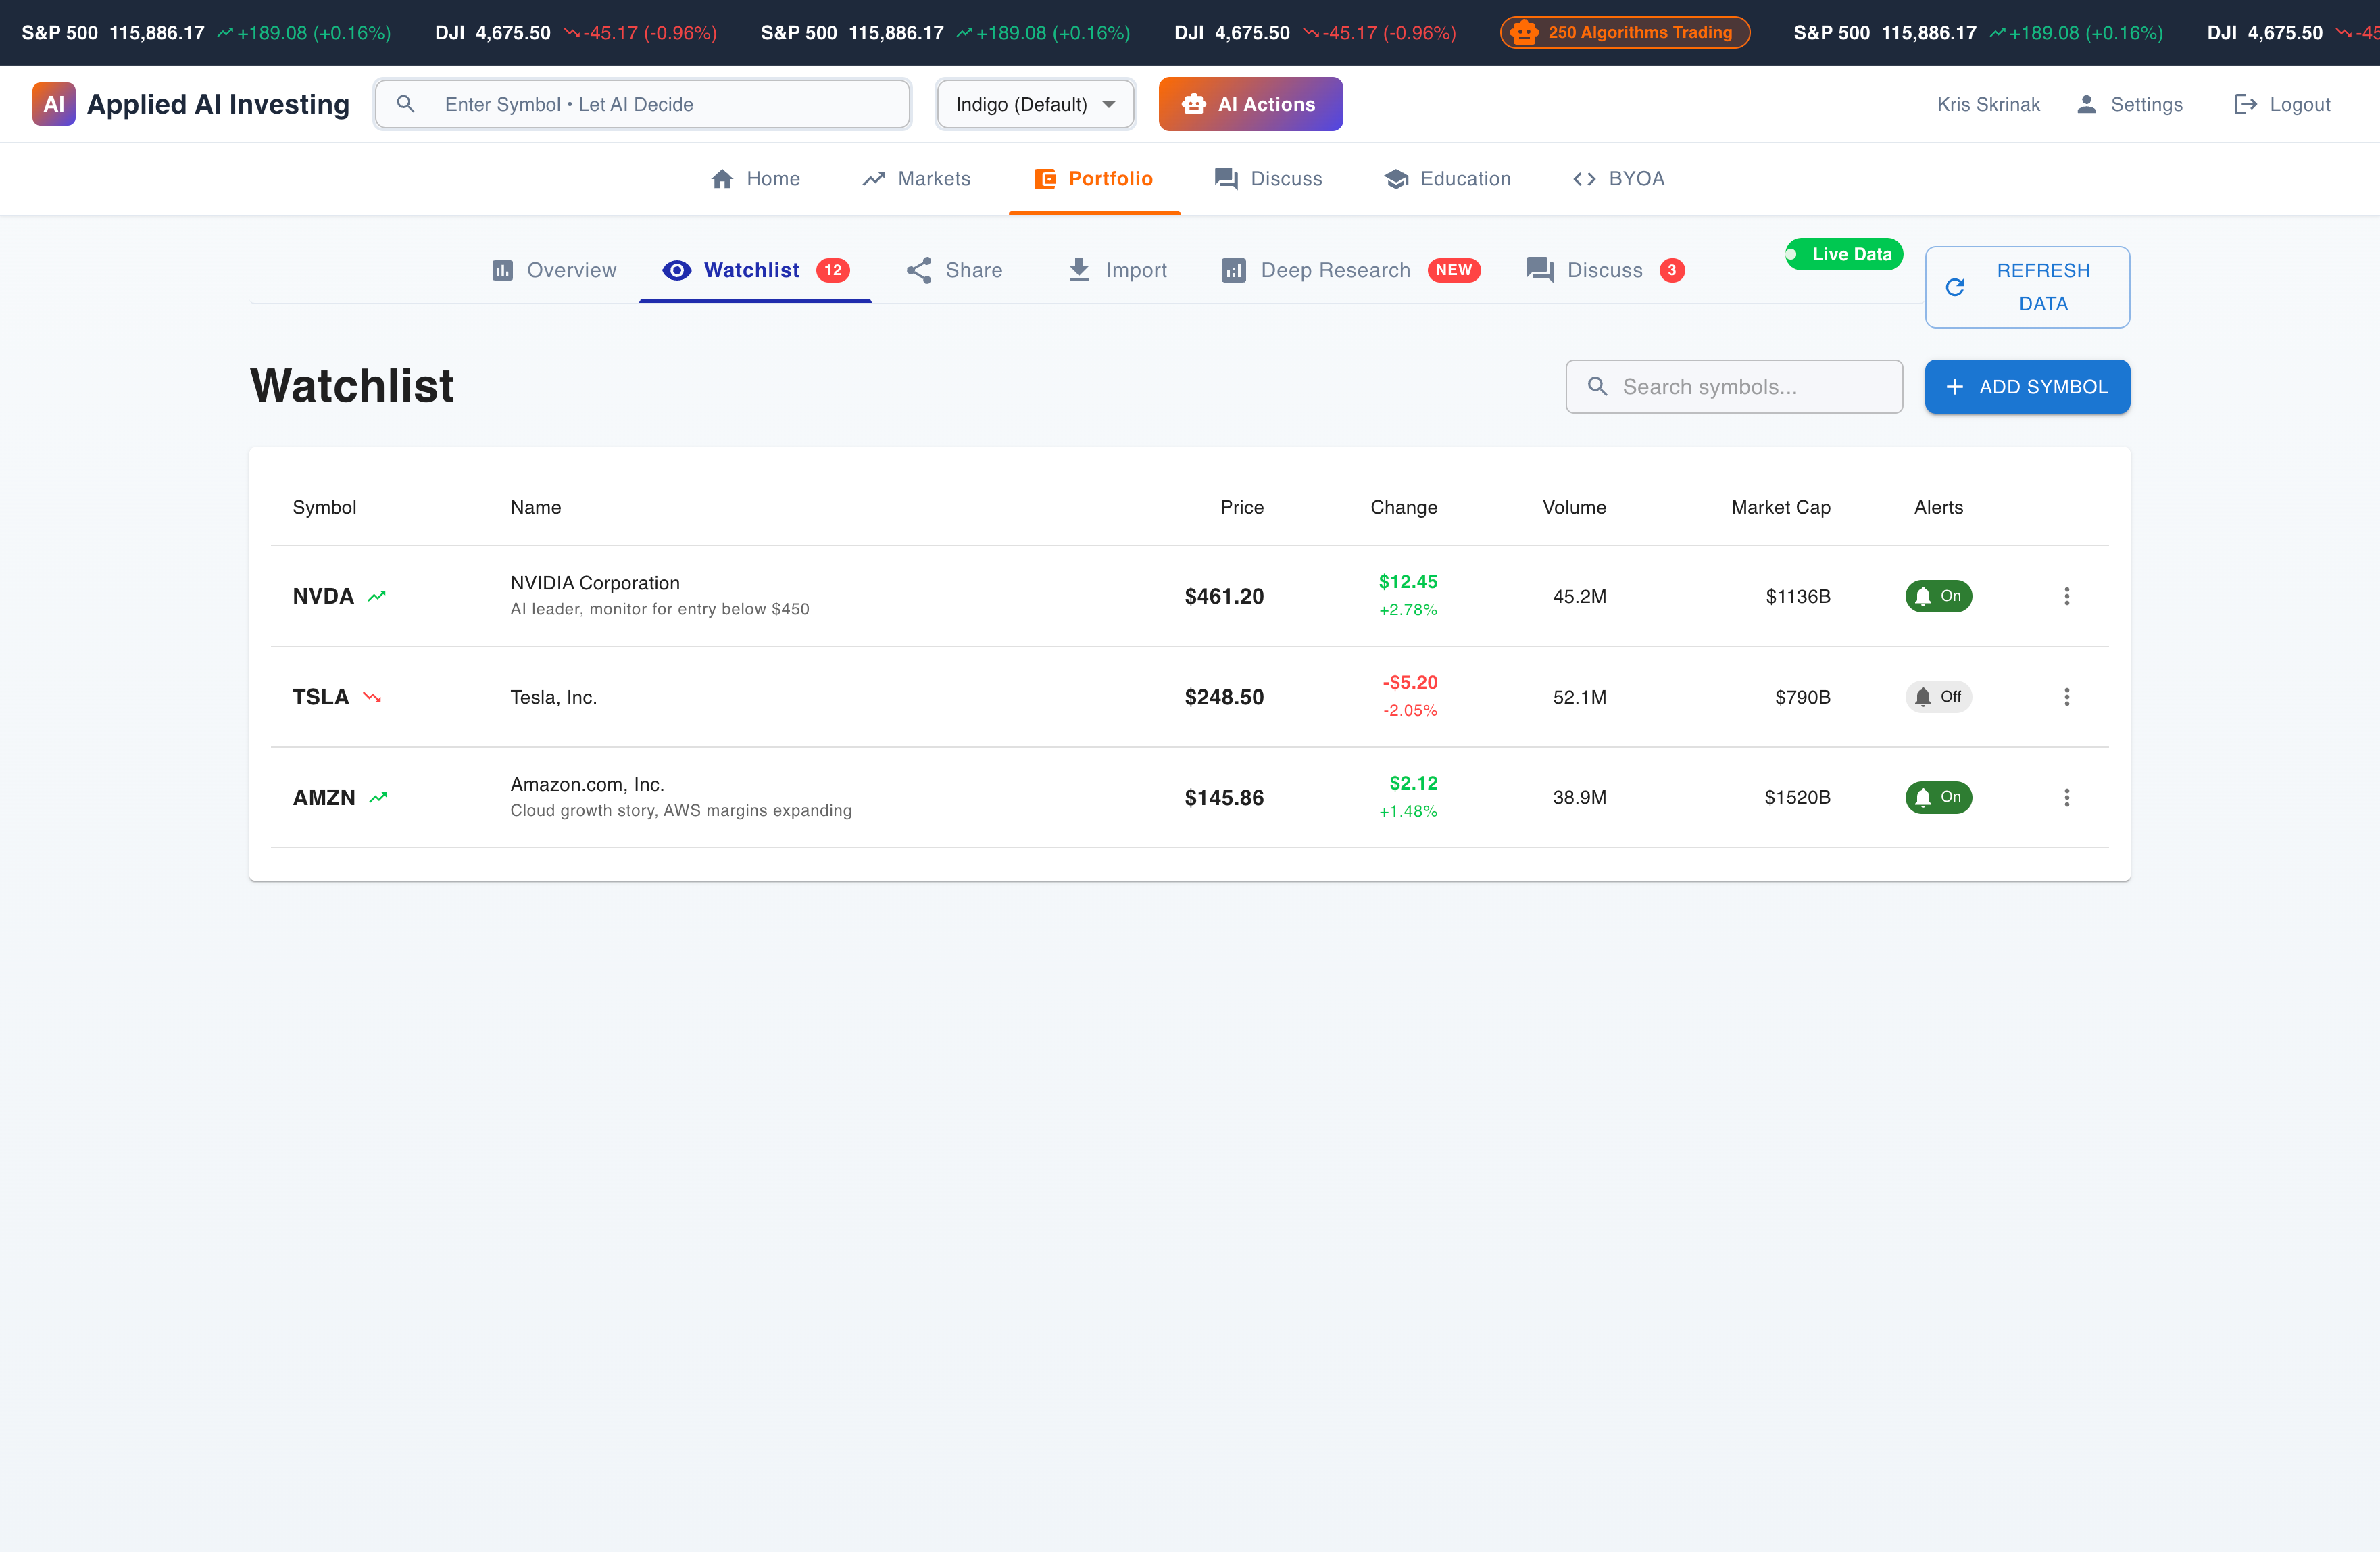 S&P 500 115,886.17 +189.08 (+0.16%) DJI 4,675.50 -45.17 (-0.96%) S&P 500 115,886.17 +189.08 (+0.16%) DJI 4,675.50 -45.17 (-0.96%) 250 Algorithms Trading S&P 500 115,886.17 +189.08 (+0.16%) DJI 4,675.50 -45
AI Applied AI Investing Enter Symbol • Let AI Decide Indigo (Default) AI Actions Kris Skrinak Settings Logout
Home Markets Portfolio Discuss Education BYOA
Overview Watchlist 12 Share Import Deep Research NEW Discuss 3 Live Data
REFRESH
DATA
Watchlist Search symbols... + ADD SYMBOL
Symbol Name Price Change Volume Market Cap Alerts
NVDA NVIDIA Corporation $461.20 $12.45 45.2M $1136B On
AI leader, monitor for entry below $450 +2.78%
TSLA Tesla, Inc. $248.50 -$5.20 52.1M $790B Off
-2.05%
AMZN Amazon.com, Inc. $145.86 $2.12 38.9M $1520B On
Cloud growth story, AWS margins expanding +1.48%